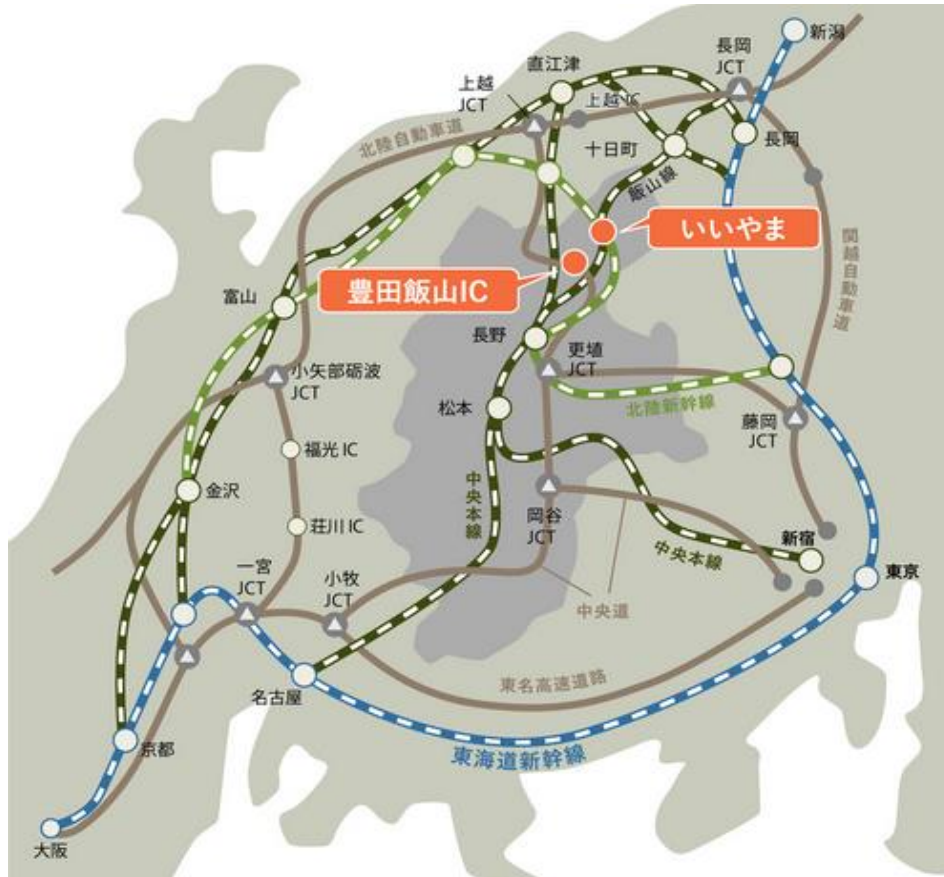 新潟
長岡
JCT
直江津
上越
JCT
上越IC
長岡
十日町
北陸自動車道
飯山線
いいやま
関越自動車道
豊田飯山IC
富山
長野
更埴
JCT
小矢部砺波
JCT
北陸新幹線
松本
藤岡
JCT
福光IC
中央本線
金沢
岡谷
JCT
荘川IC
新宿
中央本線
一宮
JCT
小牧
JCT
東京
中央道
東名高速道路
名古屋
京都
東海道新幹線
大阪